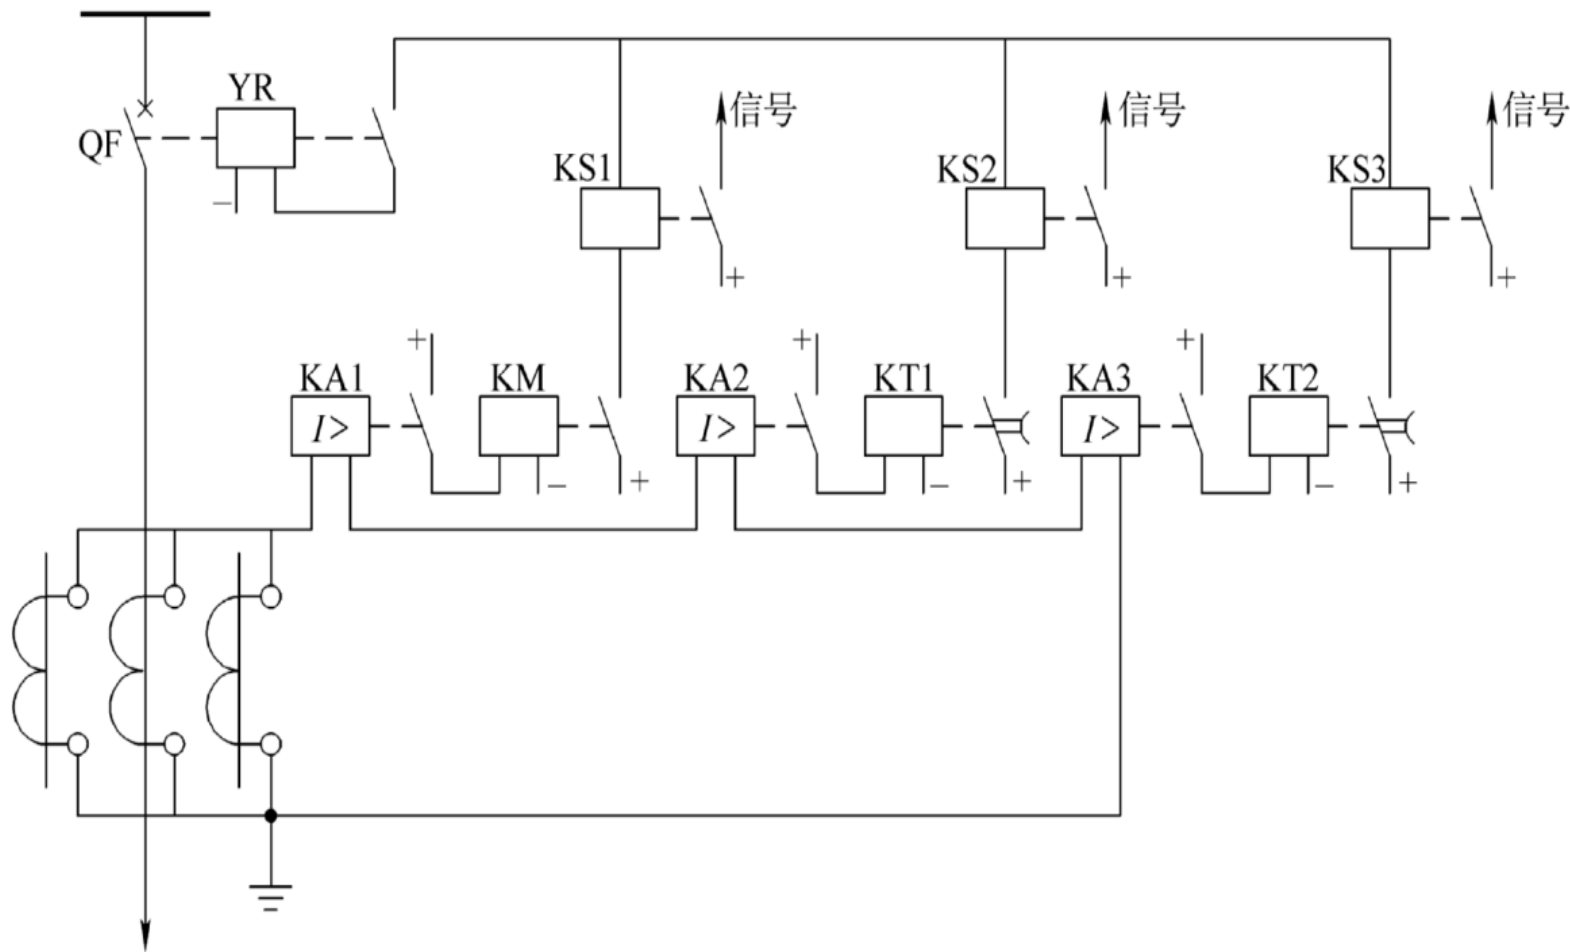 YR
QF
信号
信号
信号
KS1
KS2
KS3
−
+
+
+
+
+
+
KA1
KM
KA2
KT1
KA3
KT2
I>
I>
I>
−
+
−
+
−
+